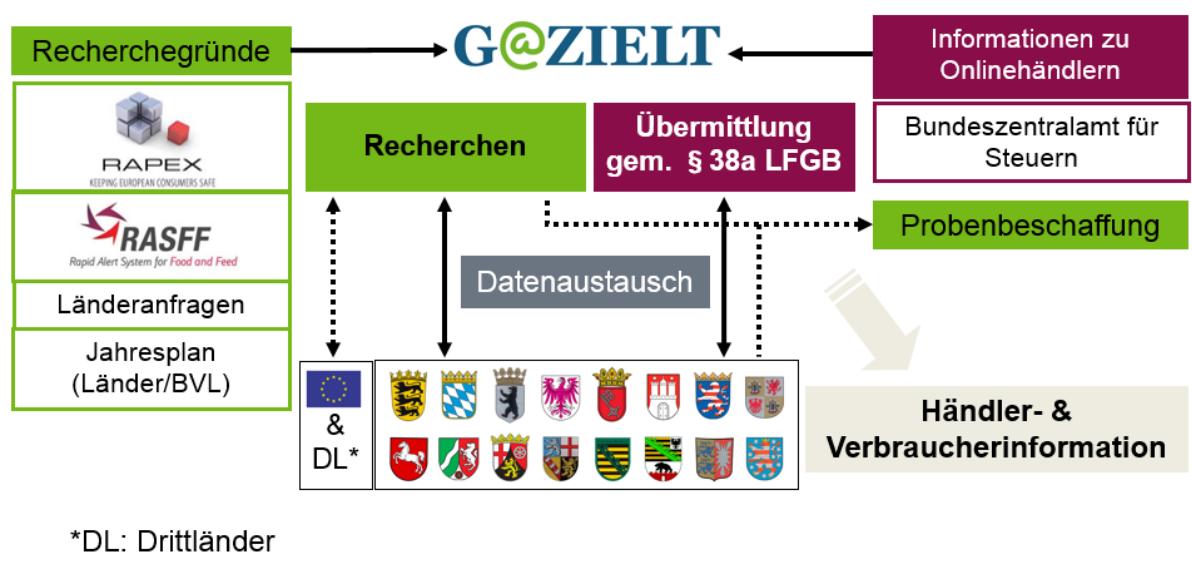 Recherchegründe
RAPEX
KEEPING EUROPEAN CONSUMERS SAFE
RASFF
Rapid Alert System for Food and Feed
Länderanfragen
Jahresplan
(Länder/BVL)
G@ZIELT
Recherchen
Übermittlung
gem. § 38a LFGB
Informationen zu
Onlinehändlern
Bundeszentralamt für
Steuern
Probenbeschaffung
Datenaustausch
&
DL*
Händler- &
Verbraucherinformation
*DL: Drittländer